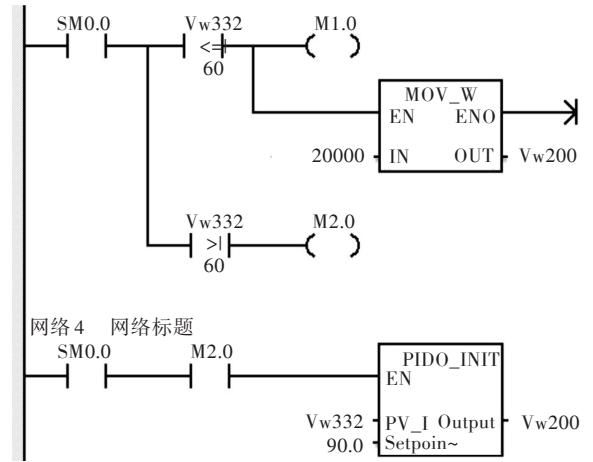 SM0.0 Vw332 M1.0
<=I
60
MOV_W
EN ENO
20000 IN OUT Vw200
Vw332 M2.0
>I
60
网络4 网络标题
SM0.0 M2.0
PIDO_INIT
EN
Vw332 PV_I Output Vw200
90.0 Setpoin~